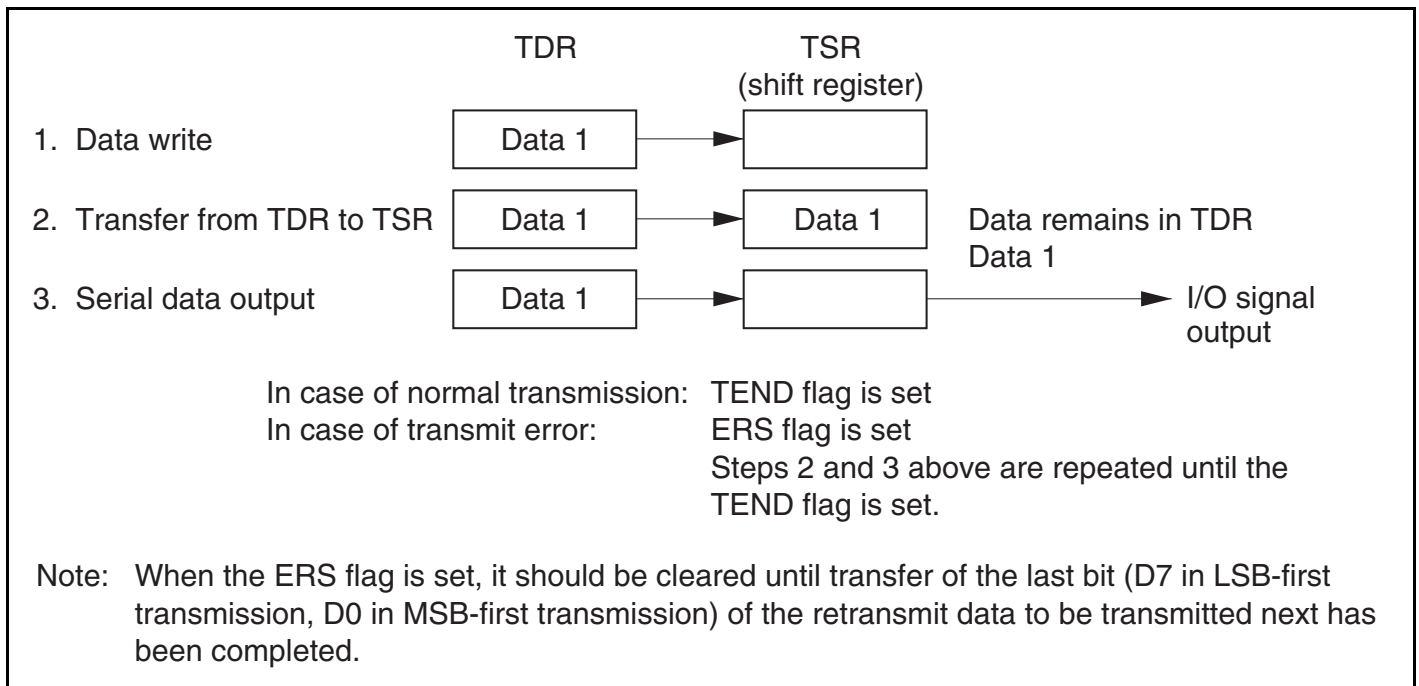 TDR TSR
(shift register)
1. Data write Data 1
2. Transfer from TDR to TSR Data 1 Data 1 Data remains in TDR
Data 1
3. Serial data output Data 1 I/O signal
output
In case of normal transmission: TEND flag is set
In case of transmit error: ERS flag is set
Steps 2 and 3 above are repeated until the
TEND flag is set.
Note: When the ERS flag is set, it should be cleared until transfer of the last bit (D7 in LSB-first
transmission, D0 in MSB-first transmission) of the retransmit data to be transmitted next has
been completed.